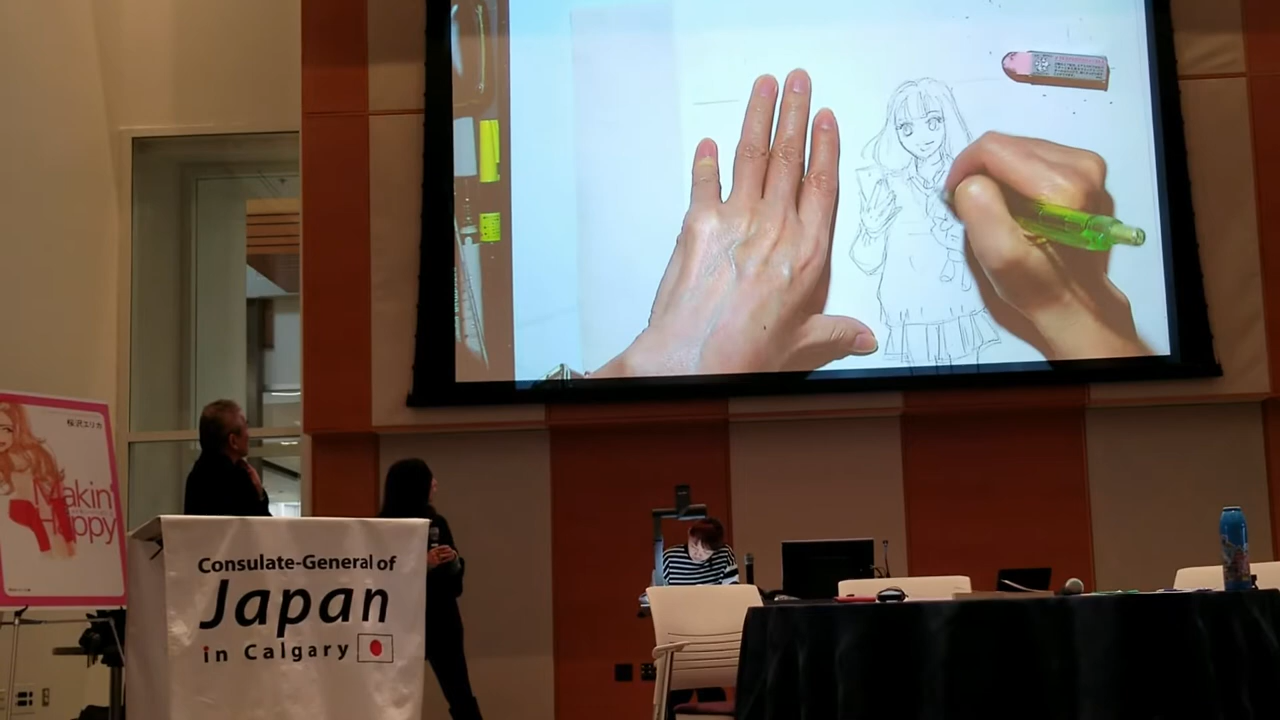 桜沢エリカ
Makin'
Happy
Consulate-General of
Japan
in Calgary